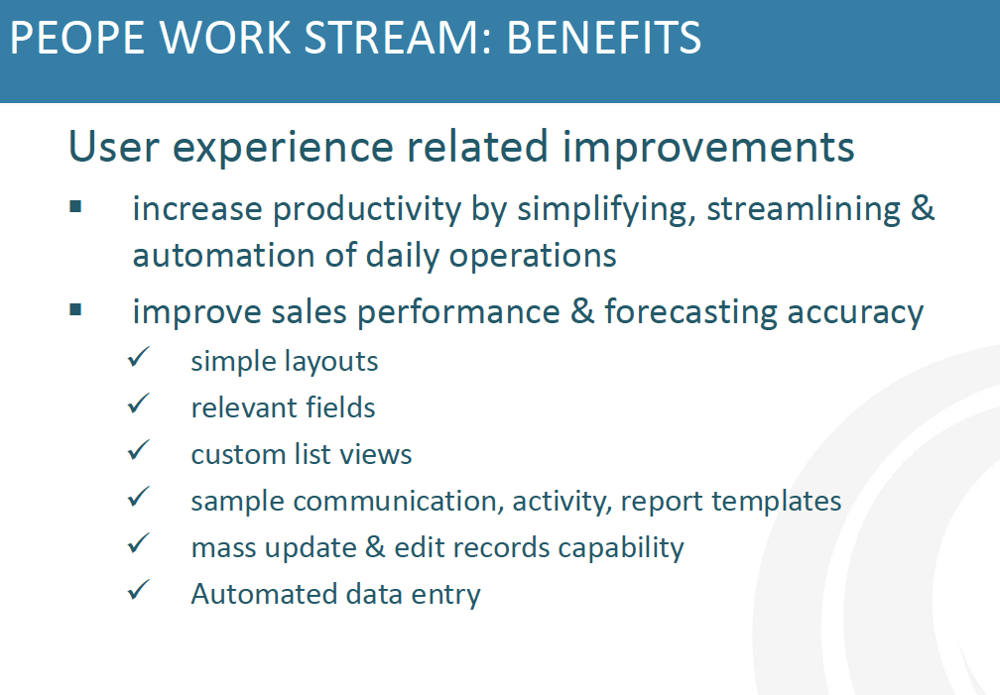 PEOPE WORK STREAM: BENEFITS
User experience related improvements
▪ increase productivity by simplifying, streamlining &
automation of daily operations
▪ improve sales performance & forecasting accuracy
✓ simple layouts
✓ relevant fields
✓ custom list views
✓ sample communication, activity, report templates
✓ mass update & edit records capability
✓ Automated data entry